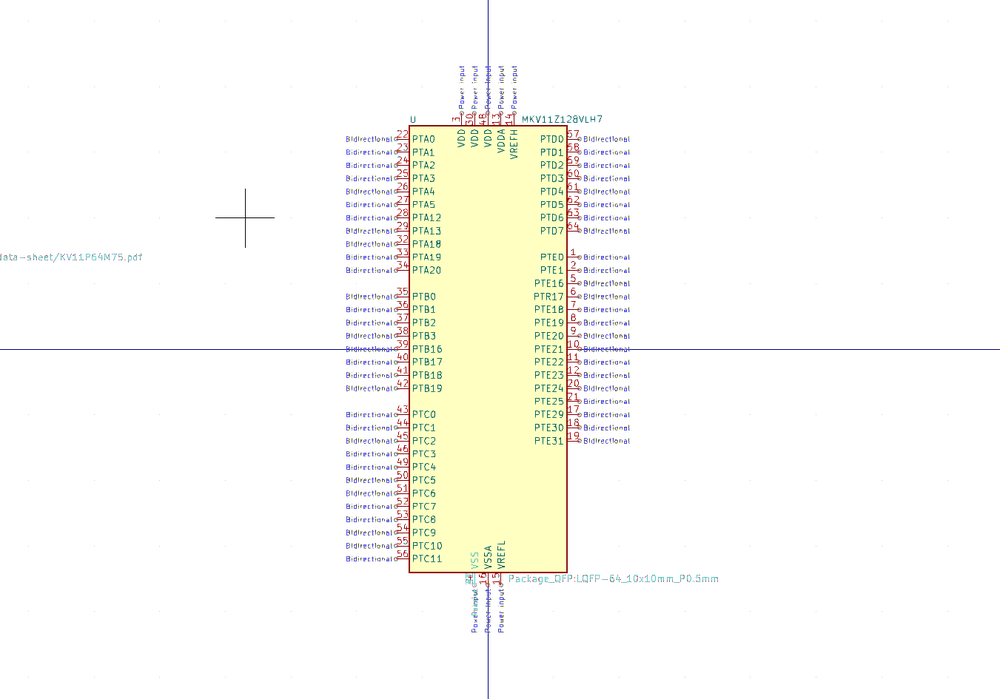 Power input Power input Power input Power input Power input
3 30 48 13 14
U MKV11Z128VLH7
VDD VDD VDD VDDA VREFH
Bidirectional 22 PTA0 PTD0 57 Bidirectional
Bidirectional 23 PTA1 PTD1 58 Bidirectional
Bidirectional 24 PTA2 PTD2 59 Bidirectional
Bidirectional 25 PTA3 PTD3 60 Bidirectional
Bidirectional 26 PTA4 PTD4 61 Bidirectional
Bidirectional 27 PTA5 PTD5 62 Bidirectional
Bidirectional 28 PTA12 PTD6 63 Bidirectional
Bidirectional 29 PTA13 PTD7 64 Bidirectional
Bidirectional 32 PTA18
data-sheet/KV11P64M75.pdf
Bidirectional 33 PTA19 PTE0 1 Bidirectional
Bidirectional 34 PTA20 PTE1 2 Bidirectional
PTE16 5 Bidirectional
Bidirectional 35 PTB0 PTR17 6 Bidirectional
Bidirectional 36 PTB1 PTE18 7 Bidirectional
Bidirectional 37 PTB2 PTE19 8 Bidirectional
Bidirectional 38 PTB3 PTE20 9 Bidirectional
Bidirectional 39 PTB16 PTE21 10 Bidirectional
Bidirectional 40 PTB17 PTE22 11 Bidirectional
Bidirectional 41 PTB18 PTE23 12 Bidirectional
Bidirectional 42 PTB19 PTE24 20 Bidirectional
PTE25 21 Bidirectional
Bidirectional 43 PTC0 PTE29 17 Bidirectional
Bidirectional 44 PTC1 PTE30 18 Bidirectional
Bidirectional 45 PTC2 PTE31 19 Bidirectional
Bidirectional 46 PTC3
Bidirectional 49 PTC4
Bidirectional 50 PTC5
Bidirectional 51 PTC6
Bidirectional 52 PTC7
Bidirectional 53 PTC8
Bidirectional 54 PTC9
Bidirectional 55 PTC10
Bidirectional 56 PTC11
VSS VSSA VREFL
16 15
Package_QFP:LQFP-64_10x10mm_P0.5mm
Power input Power input Power input